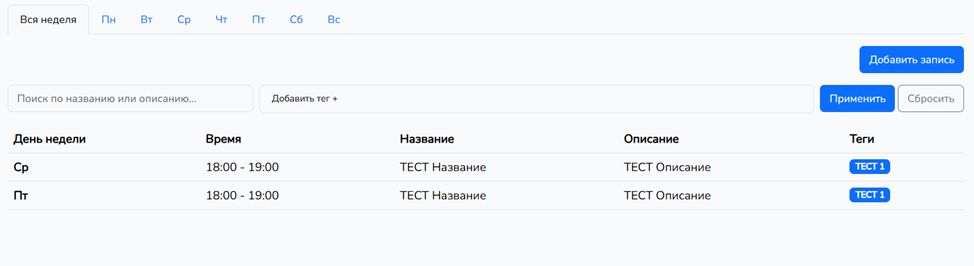 Вся неделя Пн Вт Ср Чт Пт Сб Вс
Добавить запись
Поиск по названию или описанию... Добавить тег + Применить Сбросить
День недели Время Название Описание Теги
Ср 18:00 - 19:00 ТЕСТ Название ТЕСТ Описание ТЕСТ 1
Пт 18:00 - 19:00 ТЕСТ Название ТЕСТ Описание ТЕСТ 1